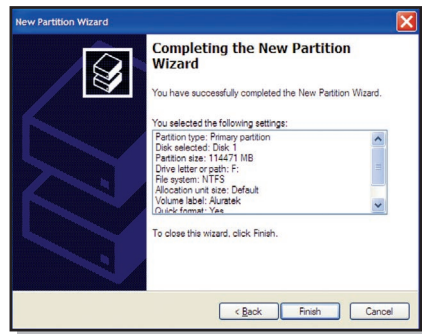 New Partition Wizard
Completing the New Partition
Wizard
You have successfully completed the New Partition Wizard.
You selected the following settings:
Partition type: Primary partition
Disk selected: Disk 1
Partition size: 114471 MB
Drive letter or path: F:
File system: NTFS
Allocation unit size: Default
Volume label: Aluratek
Quick format: Yes
To close this wizard, click Finish.
< Back
Finish
Cancel